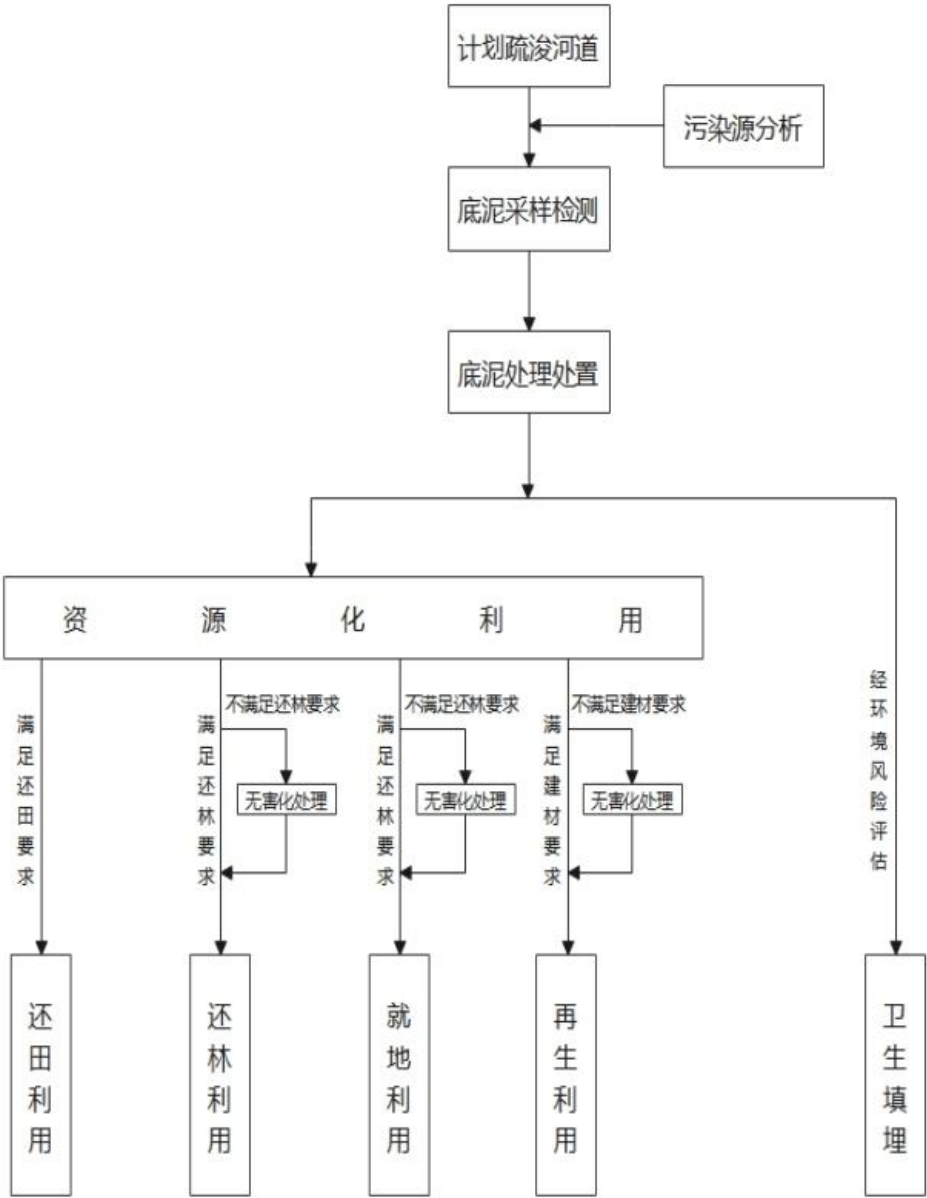 计划疏浚河道
污染源分析
底泥采样检测
底泥处理处置
资源化利用
满足还田要求
满足还林要求
不满足还林要求
无害化处理
满足还林要求
不满足还林要求
无害化处理
满足建材要求
不满足建材要求
无害化处理
经环境风险评估
还田利用
还林利用
就地利用
再生利用
卫生填埋